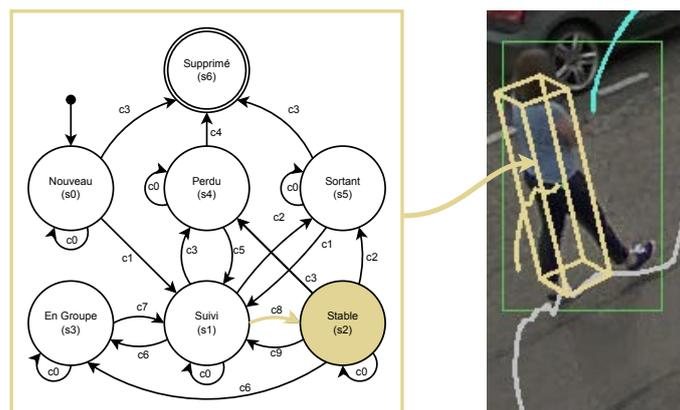 Supprimé
(s6)
c3
c3
c4
Nouveau
(s0)
Perdu
(s4)
Sortant
(s5)
c0
c0
c0
c2
c1
c3
c5
c1
c3
c2
En Groupe
(s3)
c7
Suivi
(s1)
c8
Stable
(s2)
c6
c9
c0
c0
c0
c6